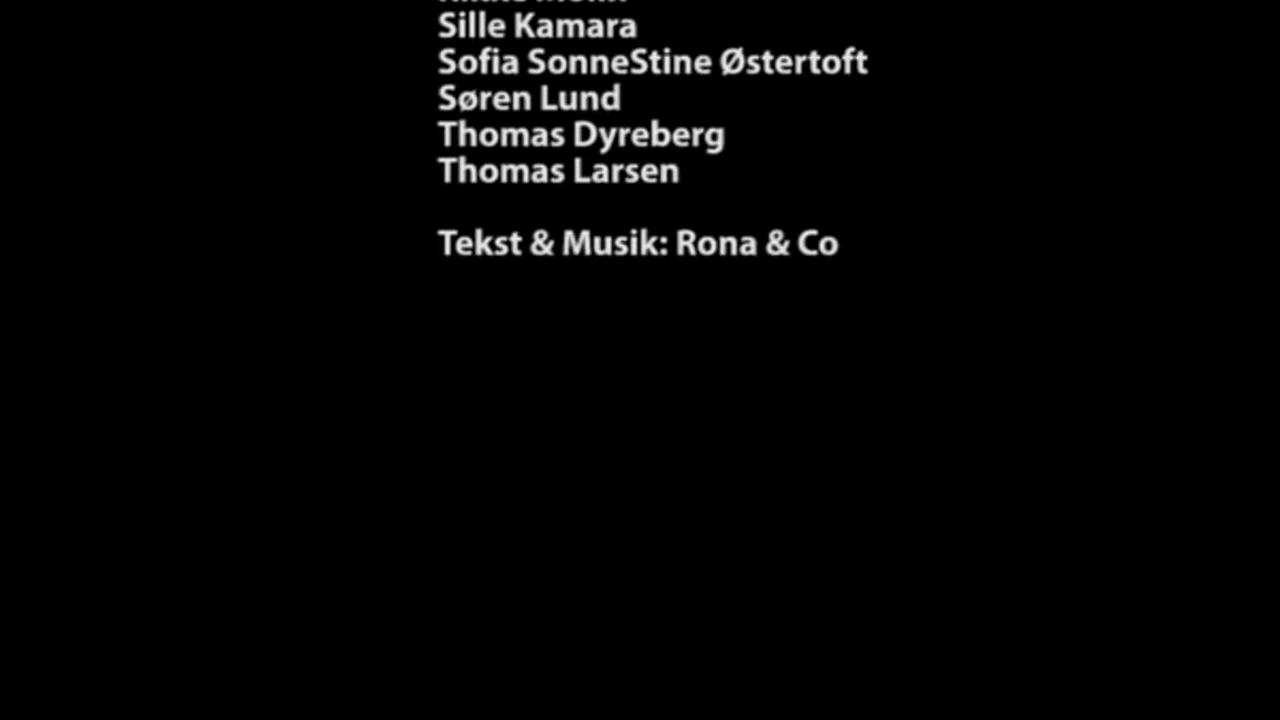 Sille Kamara
Sofia SonneStine Østertoft
Søren Lund
Thomas Dyreberg
Thomas Larsen
Tekst & Musik: Rona & Co